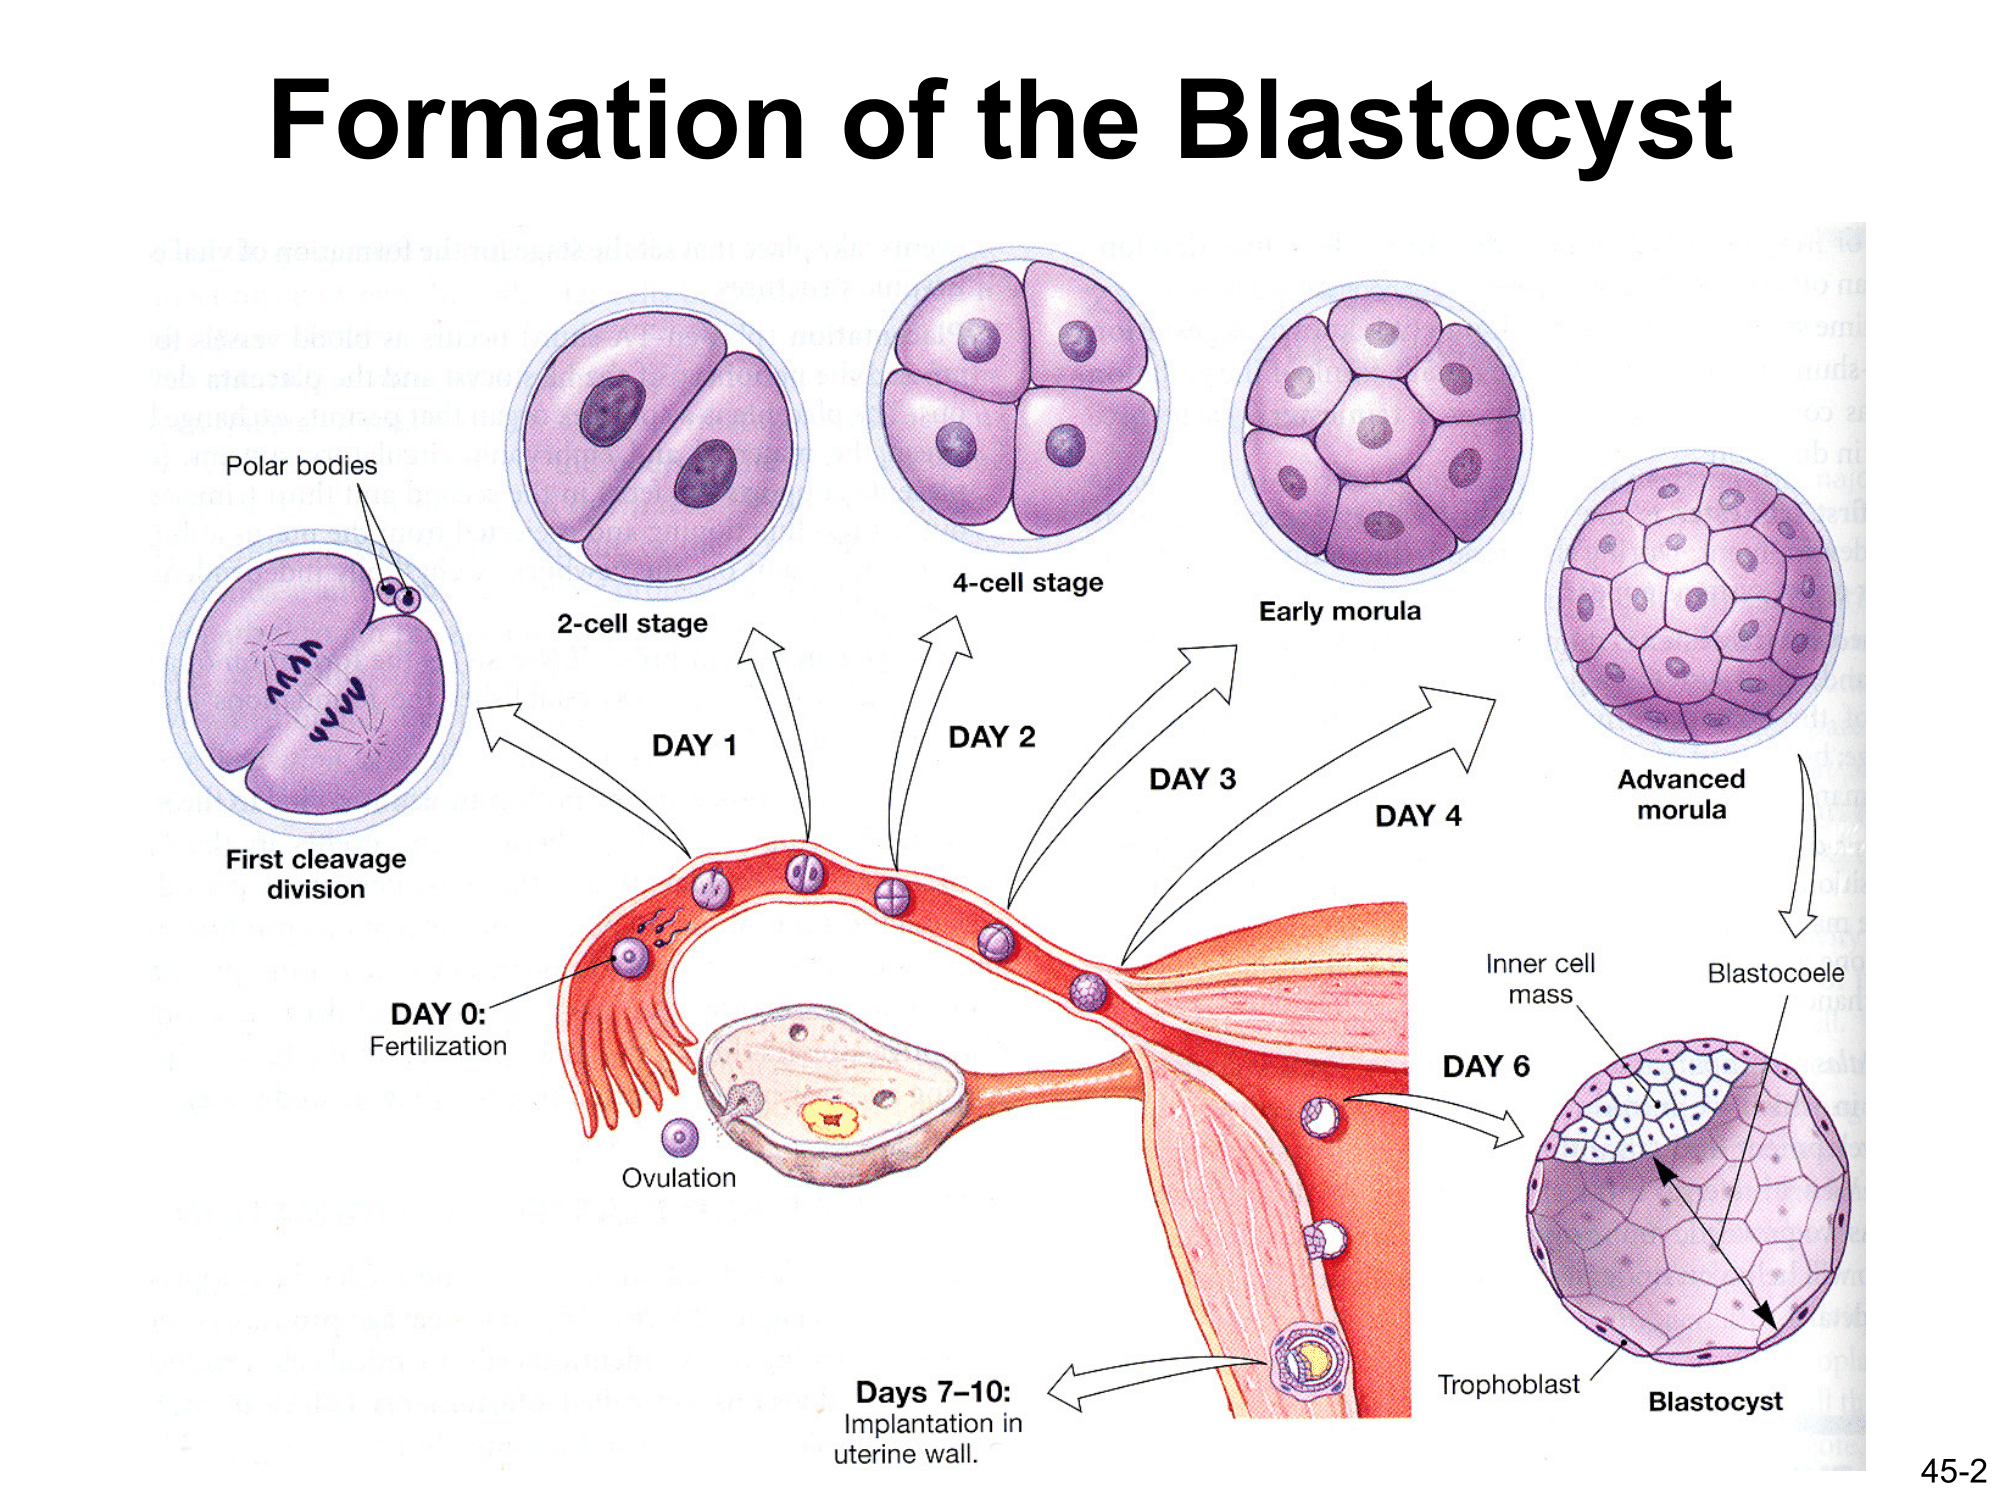 Formation of the Blastocyst
Polar bodies
First cleavage
division
2-cell stage
4-cell stage
Early morula
Advanced
morula
DAY 1
DAY 2
DAY 3
DAY 4
DAY 0:
Fertilization
Ovulation
DAY 6
Inner cell
mass
Blastocoele
Trophoblast
Blastocyst
Days 7–10:
Implantation in
uterine wall.
45-2